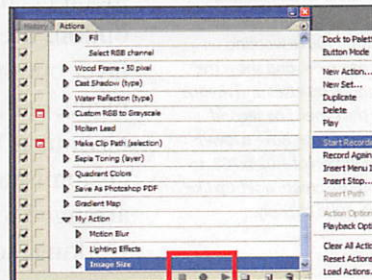 History Actions
Fill
Select RGB channel
Wood Frame - 50 pixel
Cast Shadow (type)
Water Reflection (type)
Custom RGB to Grayscale
Molten Lead
Make Clip Path (selection)
Sepia Toning (layer)
Quadrant Colors
Save As Photoshop PDF
Gradient Map
My Action
Motion Blur
Lighting Effects
Image Size
Dock to Palett
Button Mode
New Action...
New Set...
Duplicate
Delete
Play
Start Recordi
Record Again
Insert Menu I
Insert Stop...
Insert Path
Action Option
Playback Opti
Clear All Actio
Reset Actions
Load Actions..